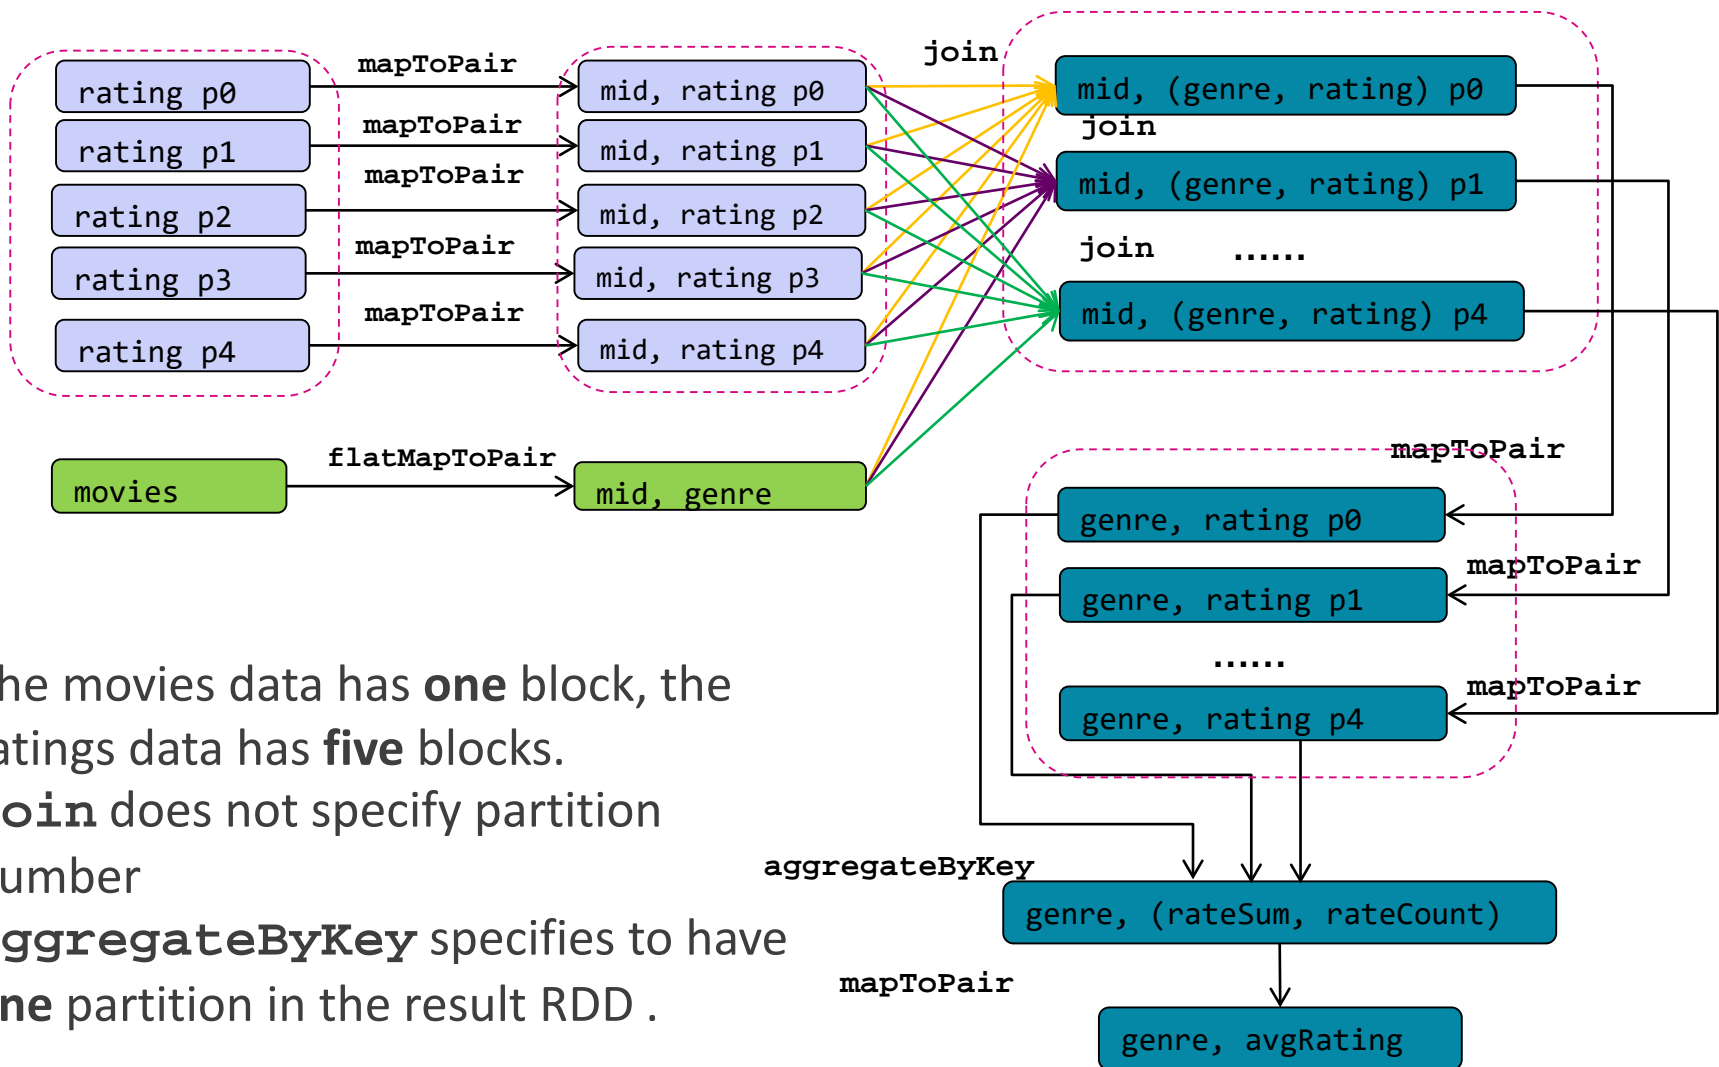 rating p0
rating p1
rating p2
rating p3
rating p4
mapToPair
mapToPair
mapToPair
mapToPair
mapToPair
mid, rating p0
mid, rating p1
mid, rating p2
mid, rating p3
mid, rating p4
movies
flatMapToPair
mid, genre
join
mid, (genre, rating) p0
join
mid, (genre, rating) p1
join ......
mid, (genre, rating) p4
mapToPair
genre, rating p0
mapToPair
genre, rating p1
......
mapToPair
genre, rating p4
he movies data has one block, the
atings data has five blocks.
oin does not specify partition
umber
ggregateByKey specifies to have
ne partition in the result RDD .
aggregateByKey
genre, (rateSum, rateCount)
mapToPair
genre, avgRating